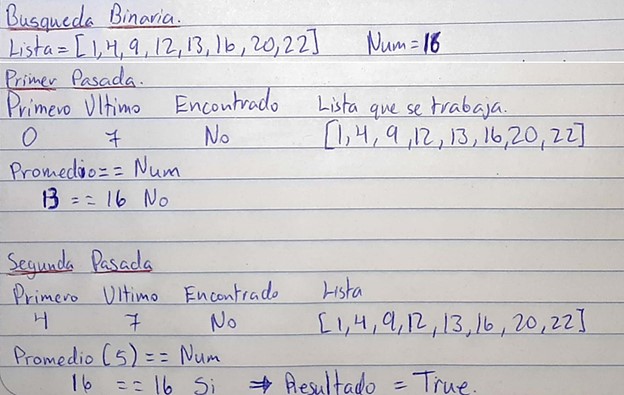 Busqueda Binaria.
Lista = [1,4,9,12,13,16,20,22] Num = 16
Primer Pasada.
Primero Ultimo Encontrado Lista que se trabaja.
0 7 No [1,4,9,12,13,16,20,22]
Promedio == Num
13 == 16 No
Segunda Pasada
Primero Ultimo Encontrado Lista
4 7 No [1,4,9,12,13,16,20,22]
Promedio (5) == Num
16 == 16 Si ⇒ Resultado = True.